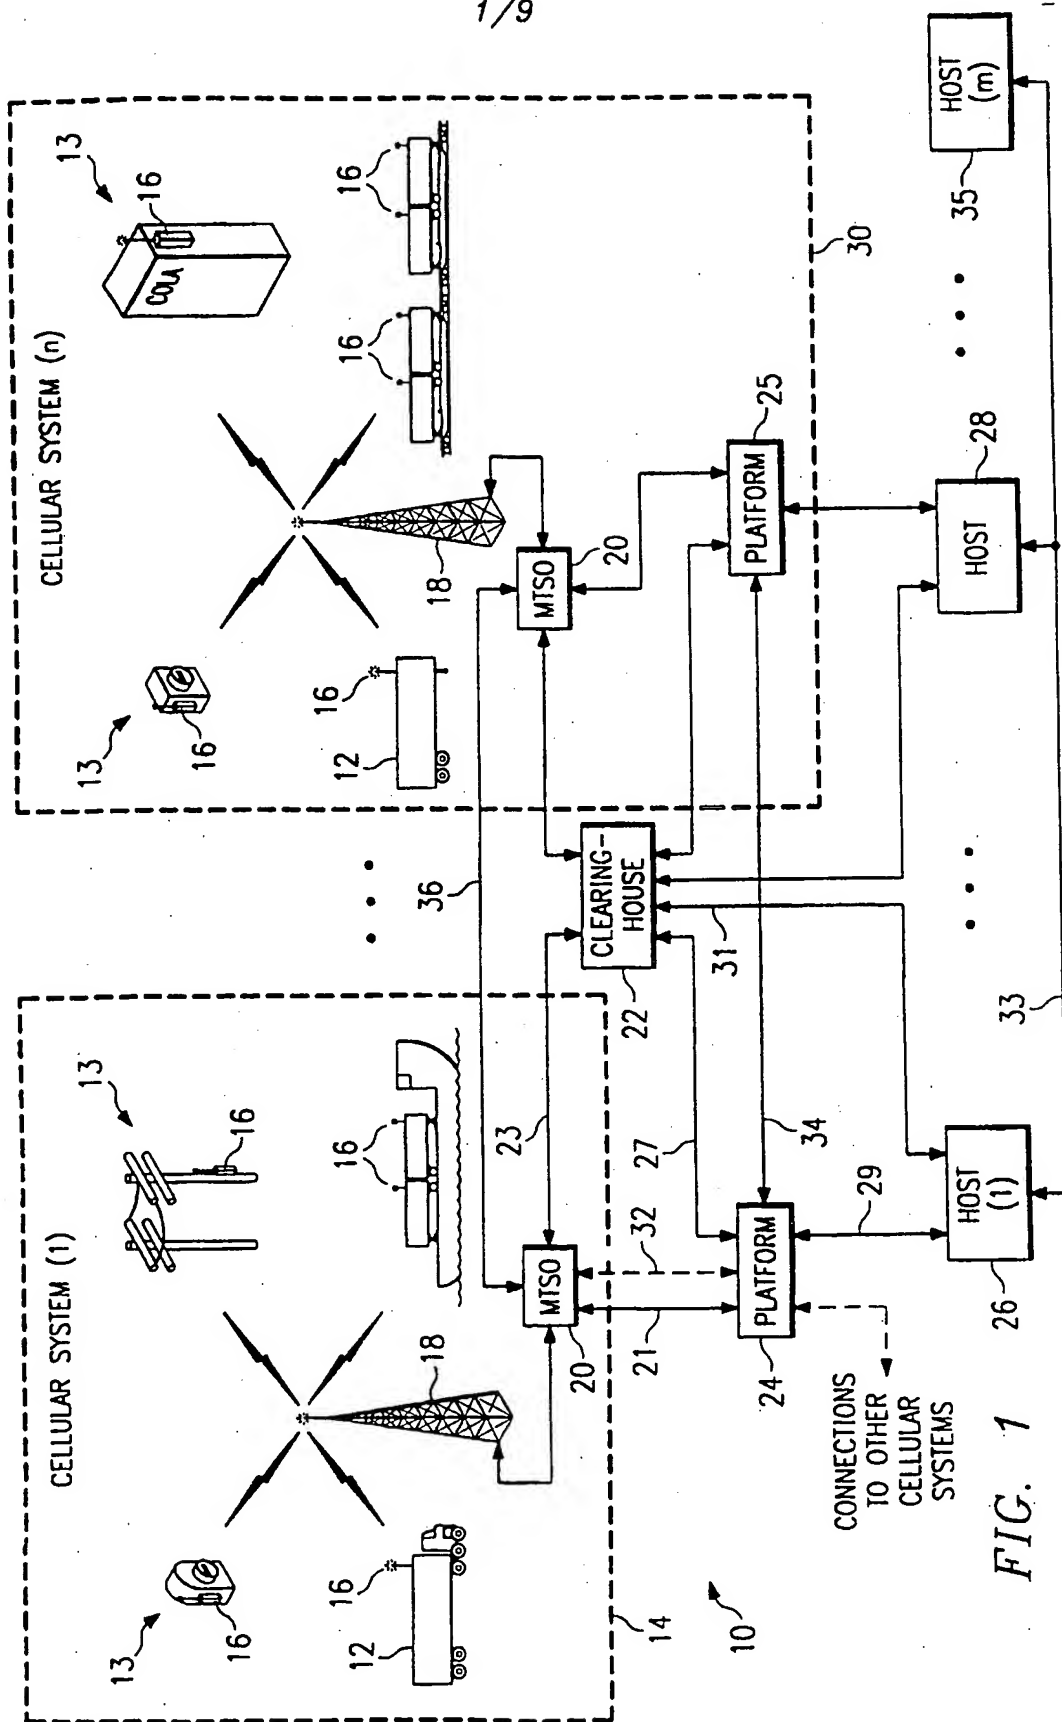 1/9
CELLULAR SYSTEM (1)
13
16
13
16
12
16
18
16
14
MTSO
20
CELLULAR SYSTEM (n)
13
16
13
COLA
16
12
16
18
16
16
MTSO
20
30
36
23
CLEARING-
HOUSE
22
21
32
27
31
34
PLATFORM
24
PLATFORM
25
29
CONNECTIONS
TO OTHER
CELLULAR
SYSTEMS
HOST
(1)
26
HOST
28
HOST
(m)
35
33
10
FIG. 1